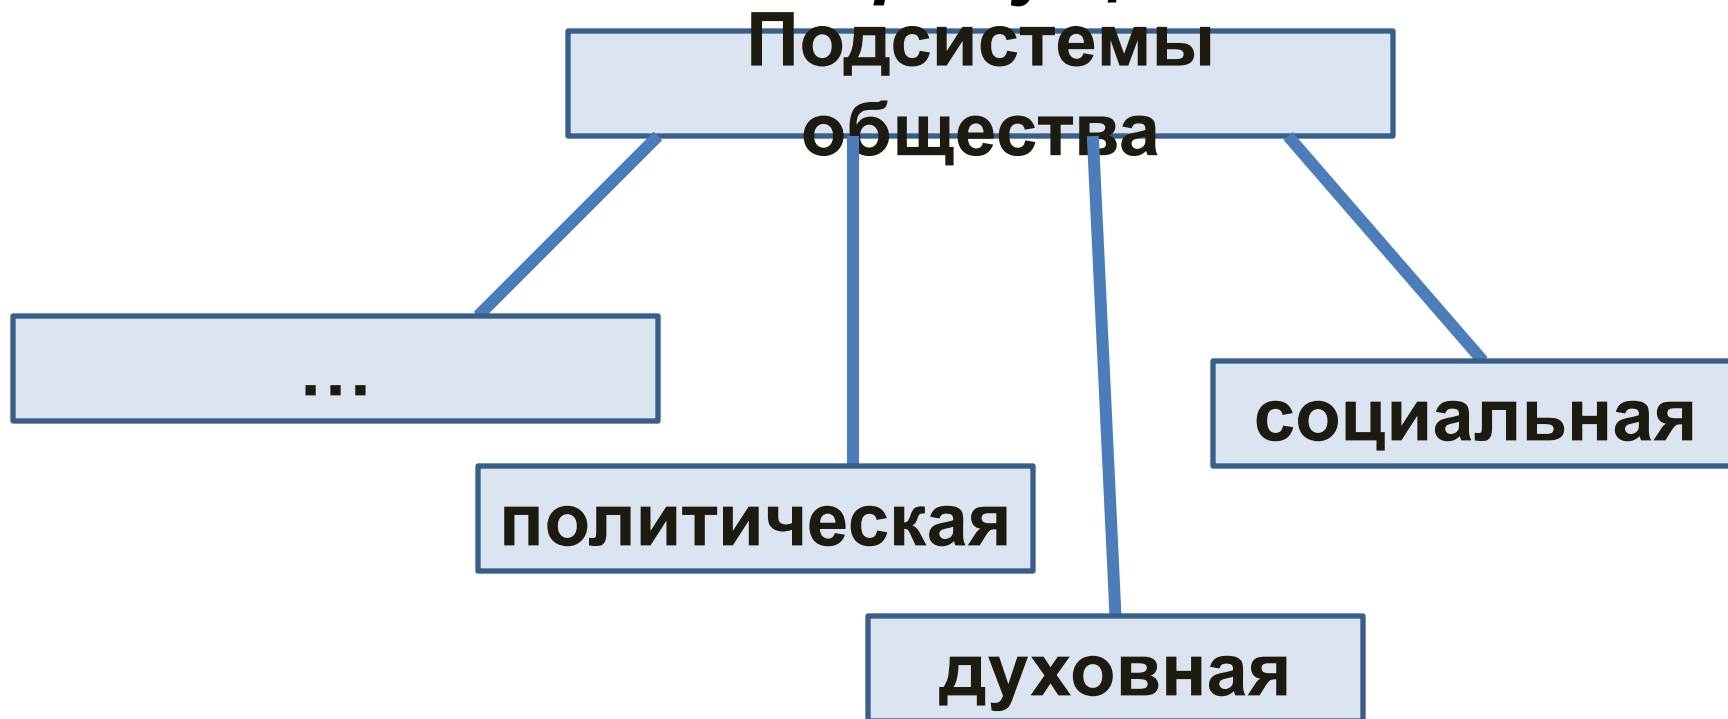 Подсистемы
общества
...
социальная
политическая
духовная